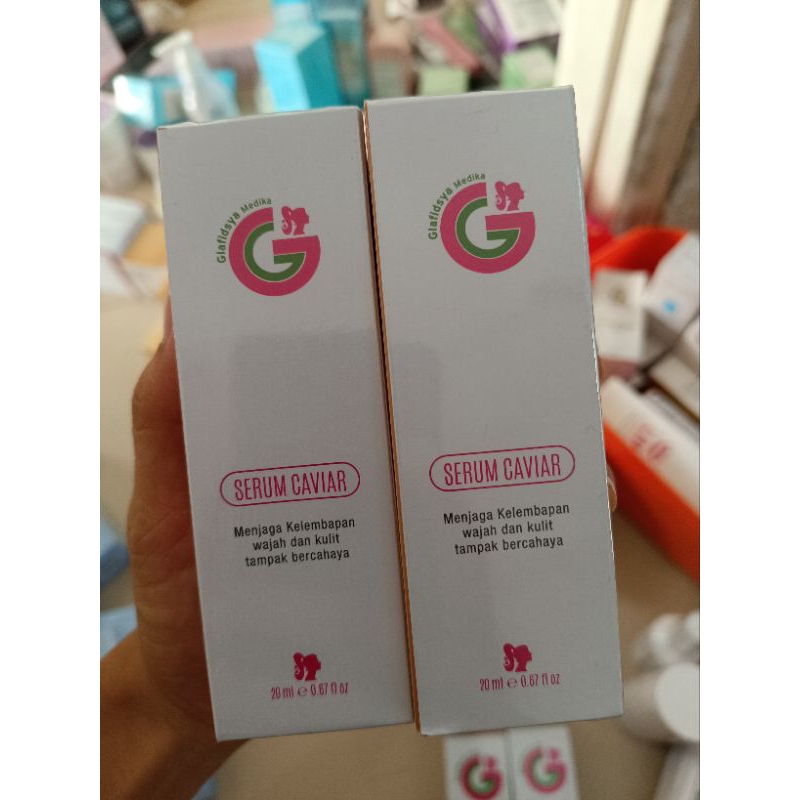 Glafidsya Medika
SERUM CAVIAR
Menjaga Kelembapan
wajah dan kulit
tampak bercahaya
20 ml e 0.67 fl oz
Glafidsya Medika
SERUM CAVIAR
Menjaga Kelembapan
wajah dan kulit
tampak bercahaya
20 ml e 0.67 fl oz